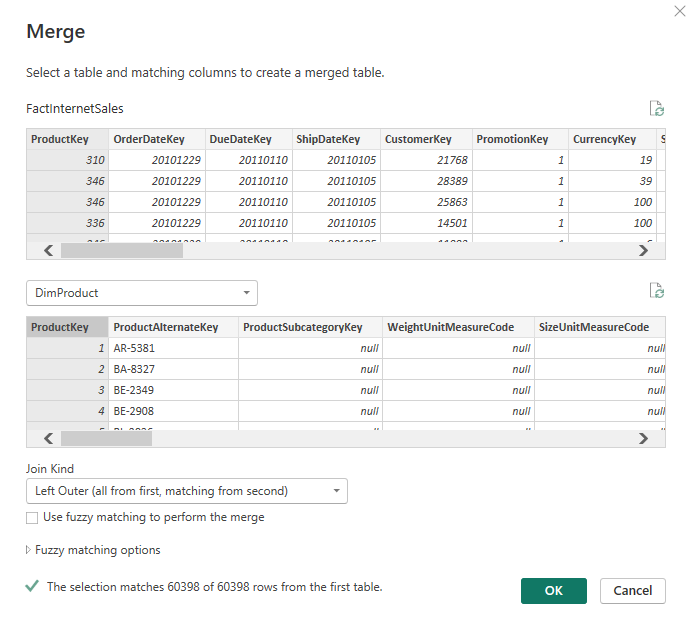 Merge
Select a table and matching columns to create a merged table.
FactInternetSales
ProductKey OrderDateKey DueDateKey ShipDateKey CustomerKey PromotionKey CurrencyKey S
310 20101229 20110110 20110105 21768 1 19
346 20101229 20110110 20110105 28389 1 39
346 20101229 20110110 20110105 25863 1 100
336 20101229 20110110 20110105 14501 1 100
DimProduct
ProductKey ProductAlternateKey ProductSubcategoryKey WeightUnitMeasureCode SizeUnitMeasureCode
1 AR-5381 null null null
2 BA-8327 null null null
3 BE-2349 null null null
4 BE-2908 null null null
Join Kind
Left Outer (all from first, matching from second)
Use fuzzy matching to perform the merge
Fuzzy matching options
The selection matches 60398 of 60398 rows from the first table.
OK Cancel